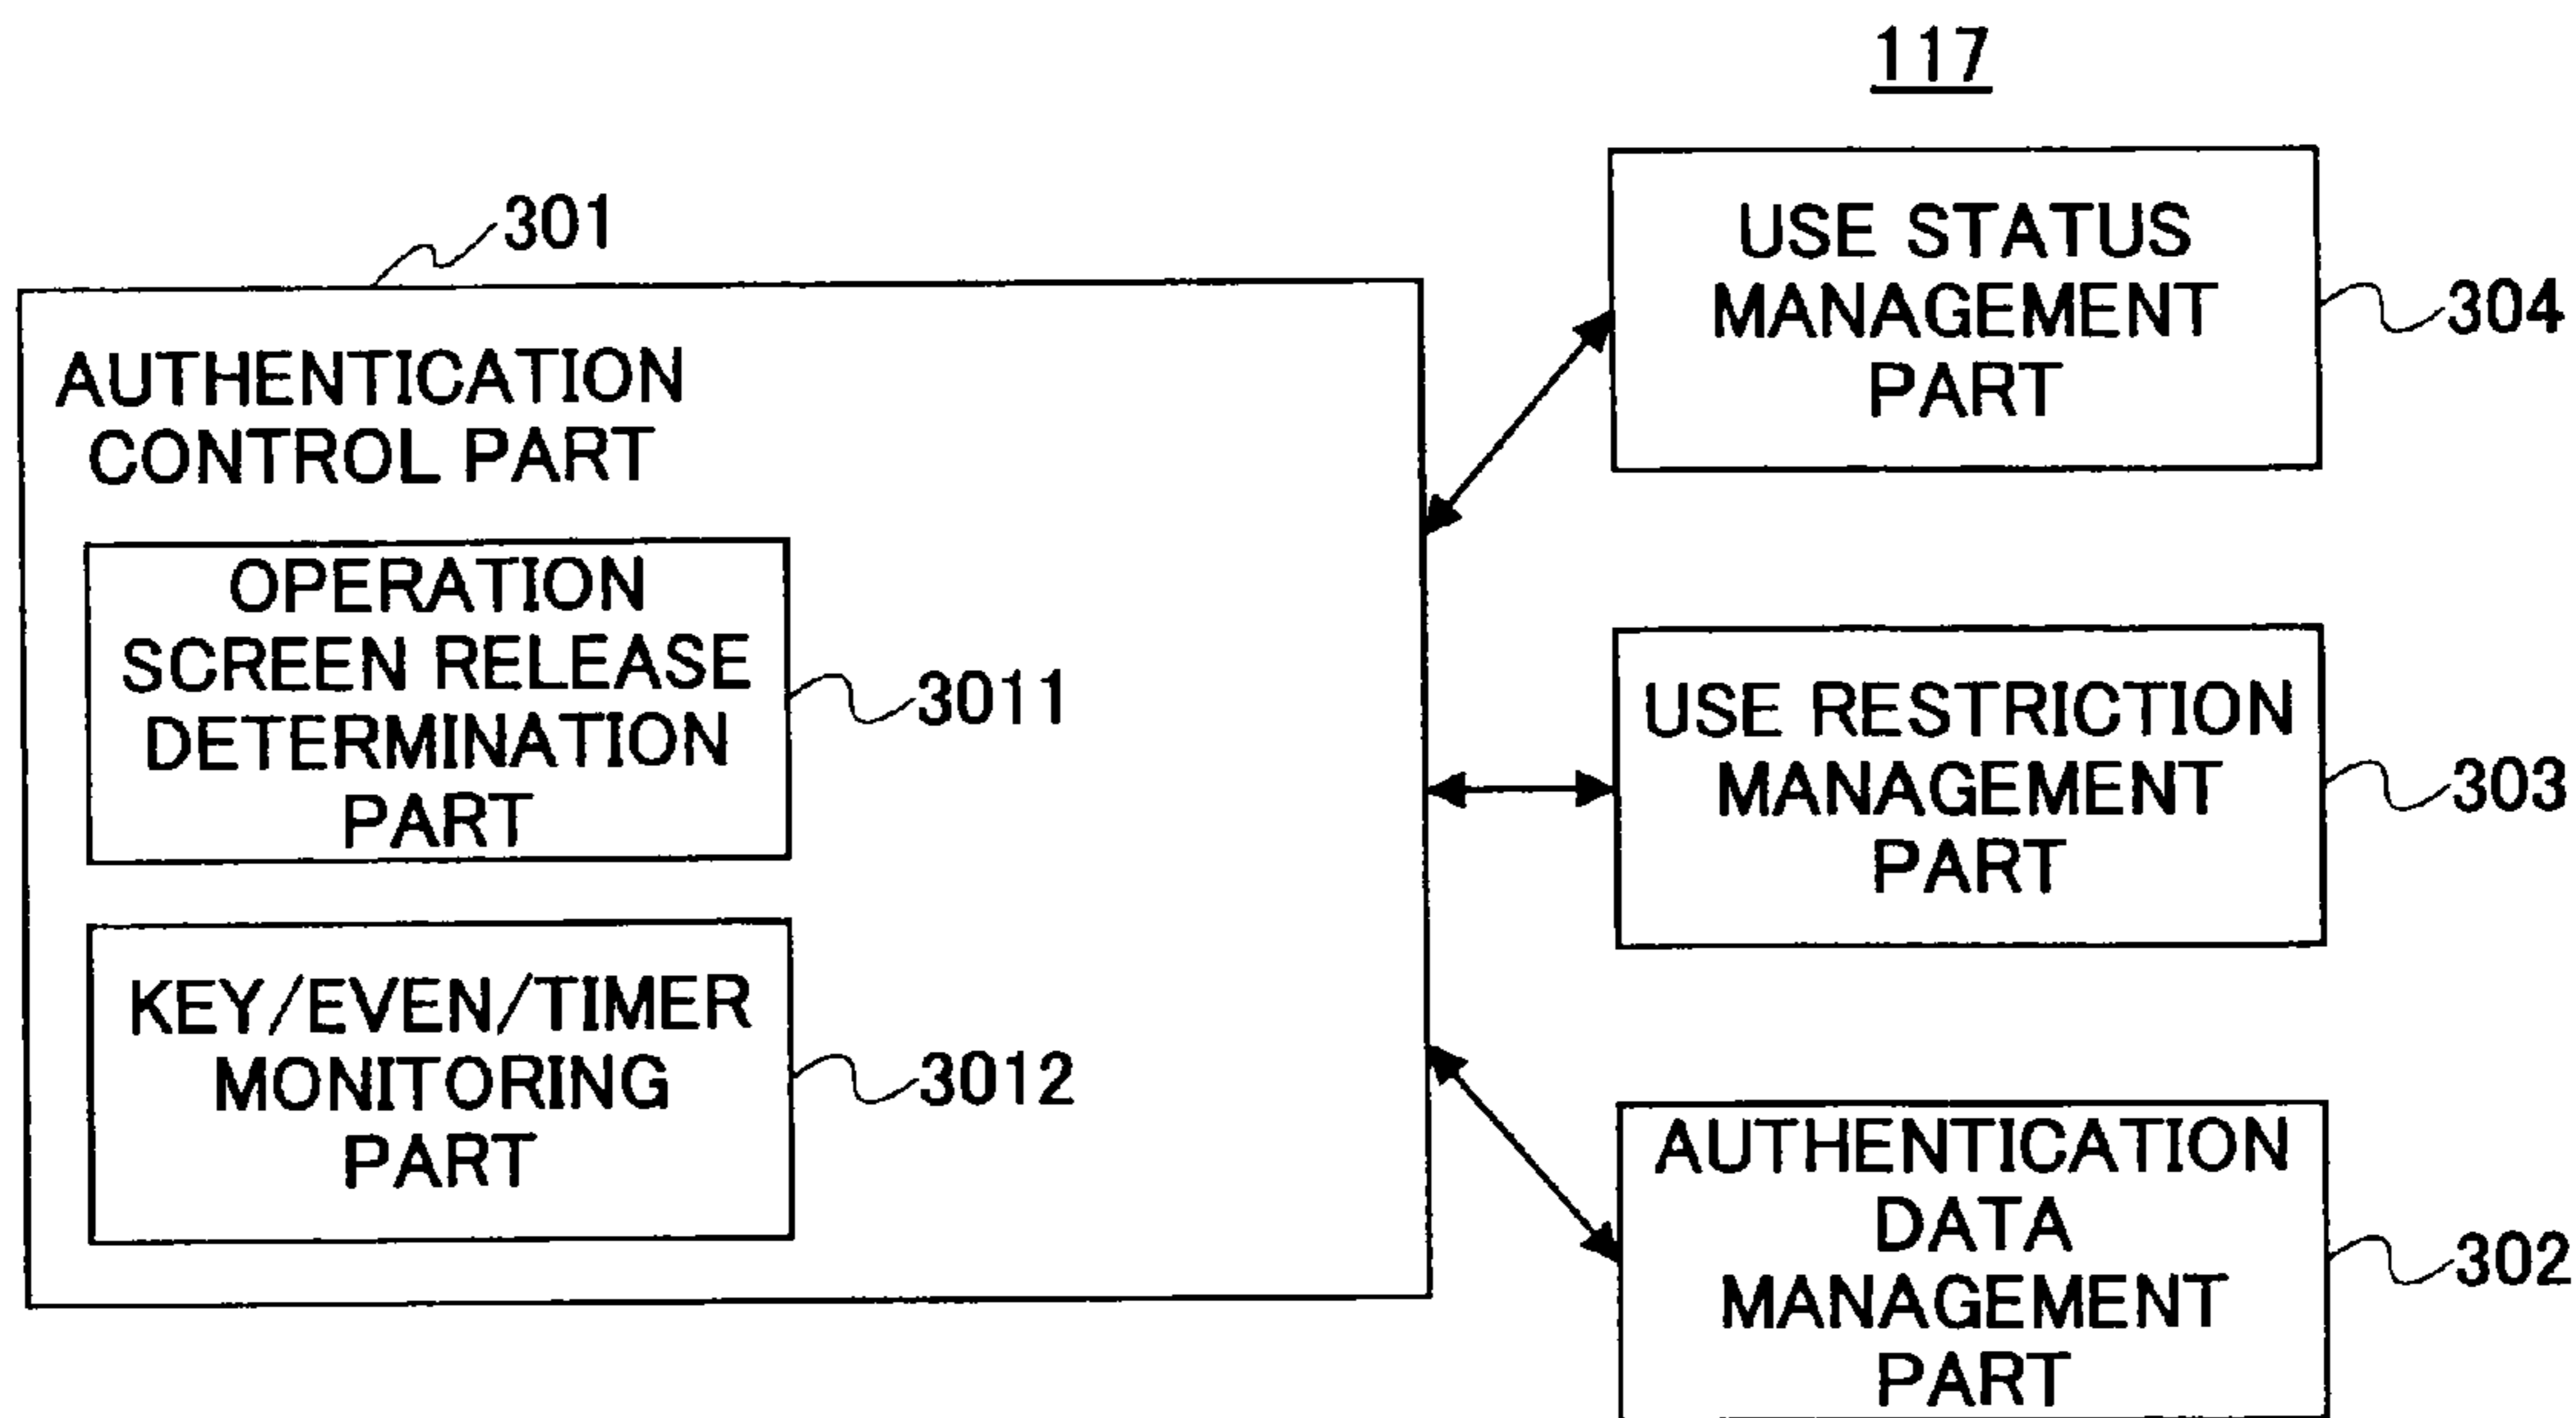 117
301
AUTHENTICATION
CONTROL PART
OPERATION
SCREEN RELEASE
DETERMINATION
PART
3011
KEY/EVEN/TIMER
MONITORING
PART
3012
USE STATUS
MANAGEMENT
PART
304
USE RESTRICTION
MANAGEMENT
PART
303
AUTHENTICATION
DATA
MANAGEMENT
PART
302